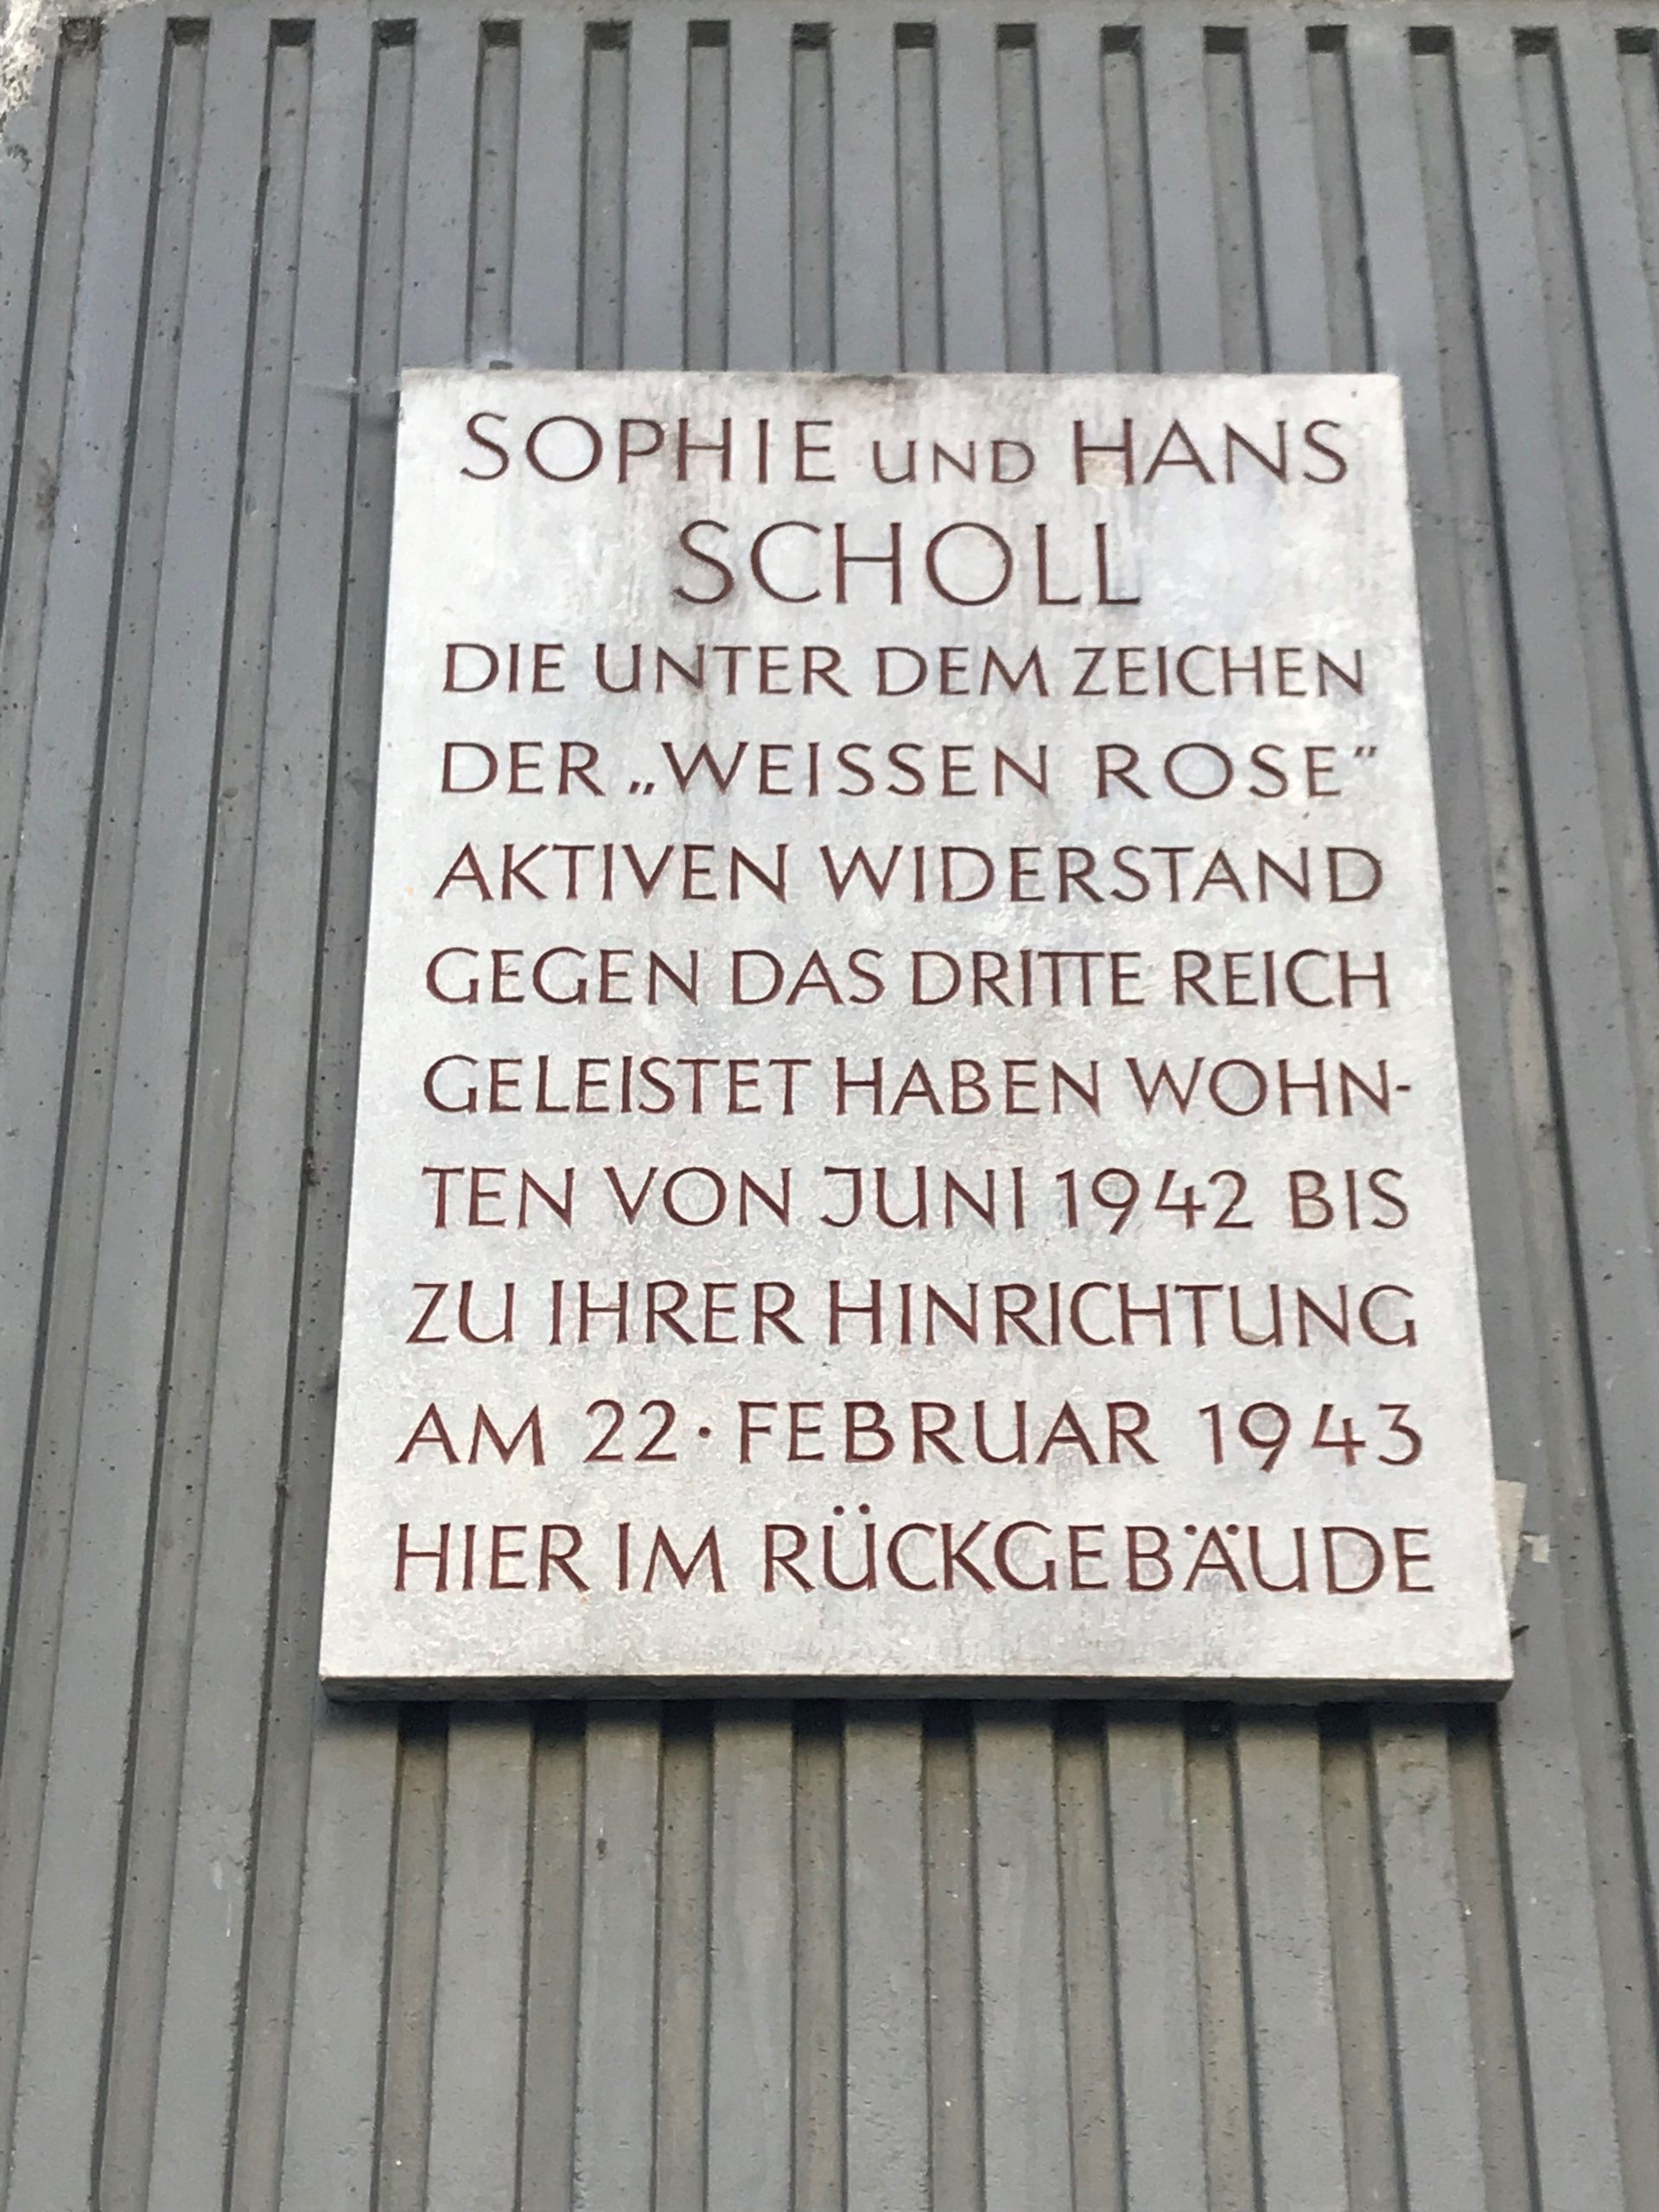 SOPHIE UND HANS
SCHOLL
DIE UNTER DEM ZEICHEN
DER „WEISSEN ROSE"
AKTIVEN WIDERSTAND
GEGEN DAS DRITTE REICH
GELEISTET HABEN WOHN-
TEN VON JUNI 1942 BIS
ZU IHRER HINRICHTUNG
AM 22· FEBRUAR 1943
HIER IM RÜCKGEBÄUDE